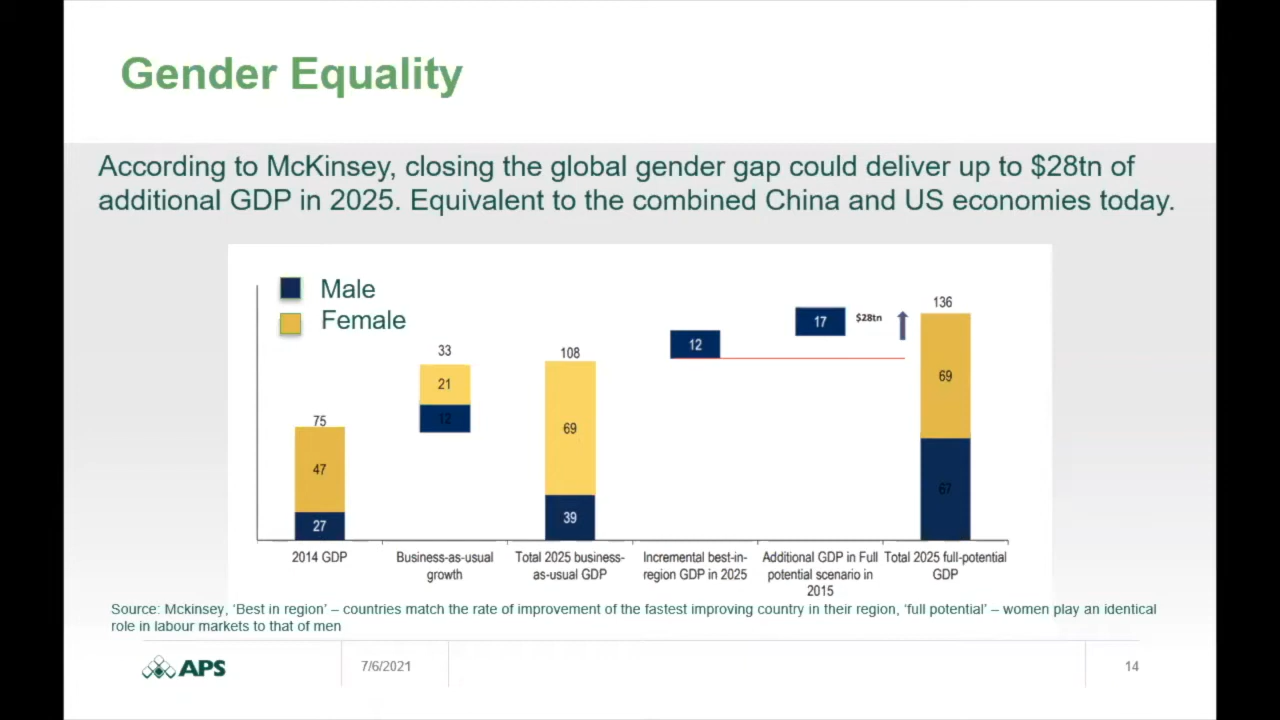 Gender Equality
According to McKinsey, closing the global gender gap could deliver up to $28tn of
additional GDP in 2025. Equivalent to the combined China and US economies today.
Male
Female
75
47
27
33
21
12
108
69
39
12
17
$28tn
136
69
67
2014 GDP
Business-as-usual
growth
Total 2025 business-
as-usual GDP
Incremental best-in-
region GDP in 2025
Additional GDP in Full
potential scenario in
2015
Total 2025 full-potential
GDP
Source: Mckinsey, ‘Best in region’ – countries match the rate of improvement of the fastest improving country in their region, ‘full potential’ – women play an identical
role in labour markets to that of men
APS
7/6/2021
14